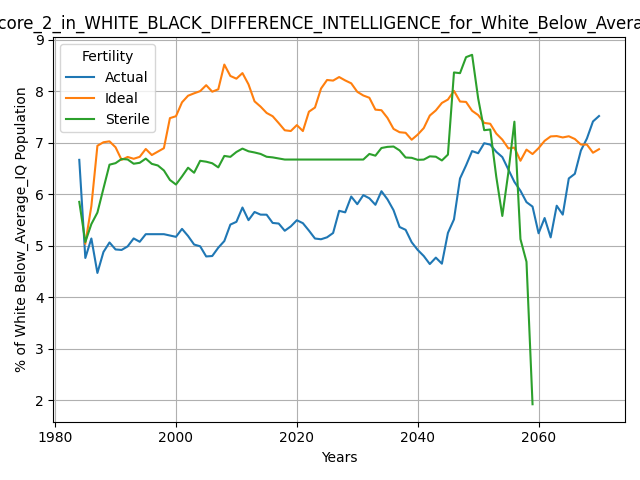 core_2_in_WHITE_BLACK_DIFFERENCE_INTELLIGENCE_for_White_Below_Avera
Fertility
Actual
Ideal
Sterile
% of White Below_Average_IQ Population
9
8
7
6
5
4
3
2
1980
2000
2020
2040
2060
Years